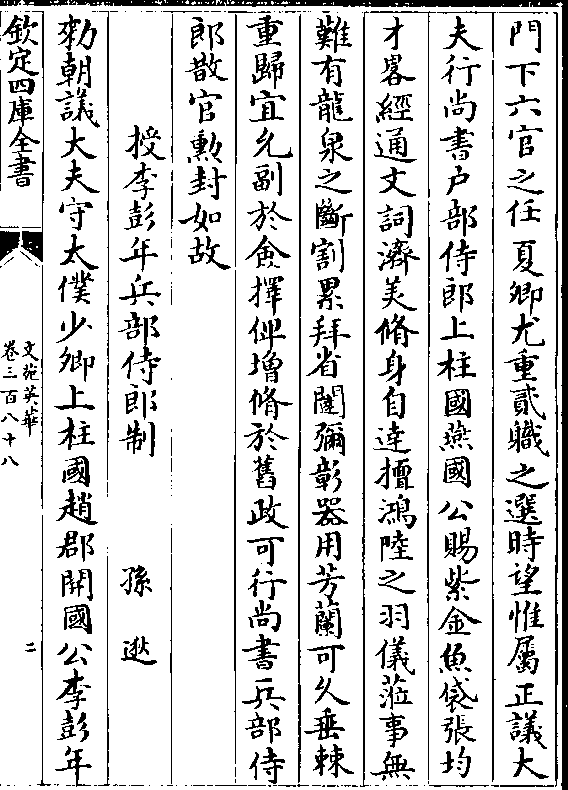 門下六官之任夏卿尤重貳職之選時望惟屬正議大
夫行尚書戸部侍郎上柱國燕國公賜紫金魚袋張均
才畧經通文詞濟美脩身自達擅鴻陸之羽儀蒞事無
難有龍泉之斷割累拜省闥彌彰器用芳蘭可久垂棘
重歸宜允副於僉擇俾增脩於舊政可行尚書兵部侍
郎散官勲封如故
授李彭年兵部侍郎制 孫逖
勅朝議大夫守太僕少卿上柱國趙郡開國公李彭年
欽定四庫全書
文苑英華
卷三百八十八
二